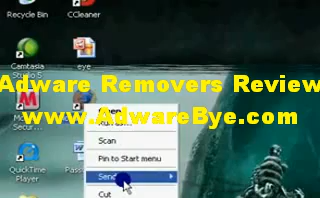 Recycle Bin
CCleaner
Camtasia
Studio 5
eye
Adware Removers Review
www.AdwareBye.com
Open
Scan
Pin to Start menu
Send
Cut
QuickTime
Player